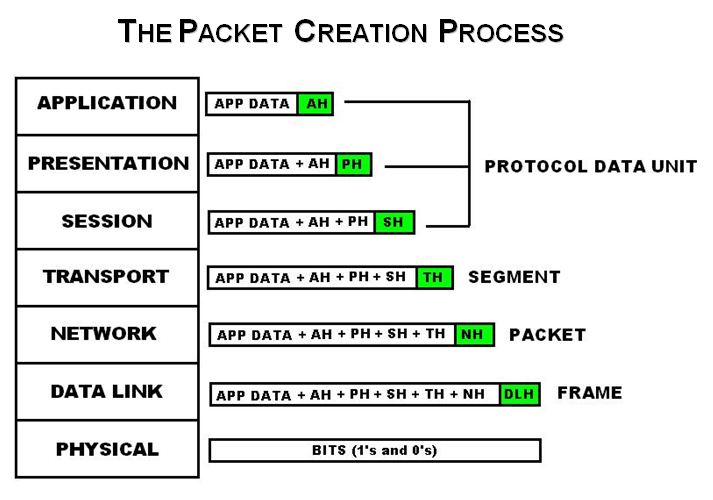 THE PACKET CREATION PROCESS
APPLICATION
APP DATA AH
PRESENTATION
APP DATA + AH PH
PROTOCOL DATA UNIT
SESSION
APP DATA + AH + PH SH
TRANSPORT
APP DATA + AH + PH + SH TH
SEGMENT
NETWORK
APP DATA + AH + PH + SH + TH NH
PACKET
DATA LINK
APP DATA + AH + PH + SH + TH + NH DLH
FRAME
PHYSICAL
BITS (1's and 0's)